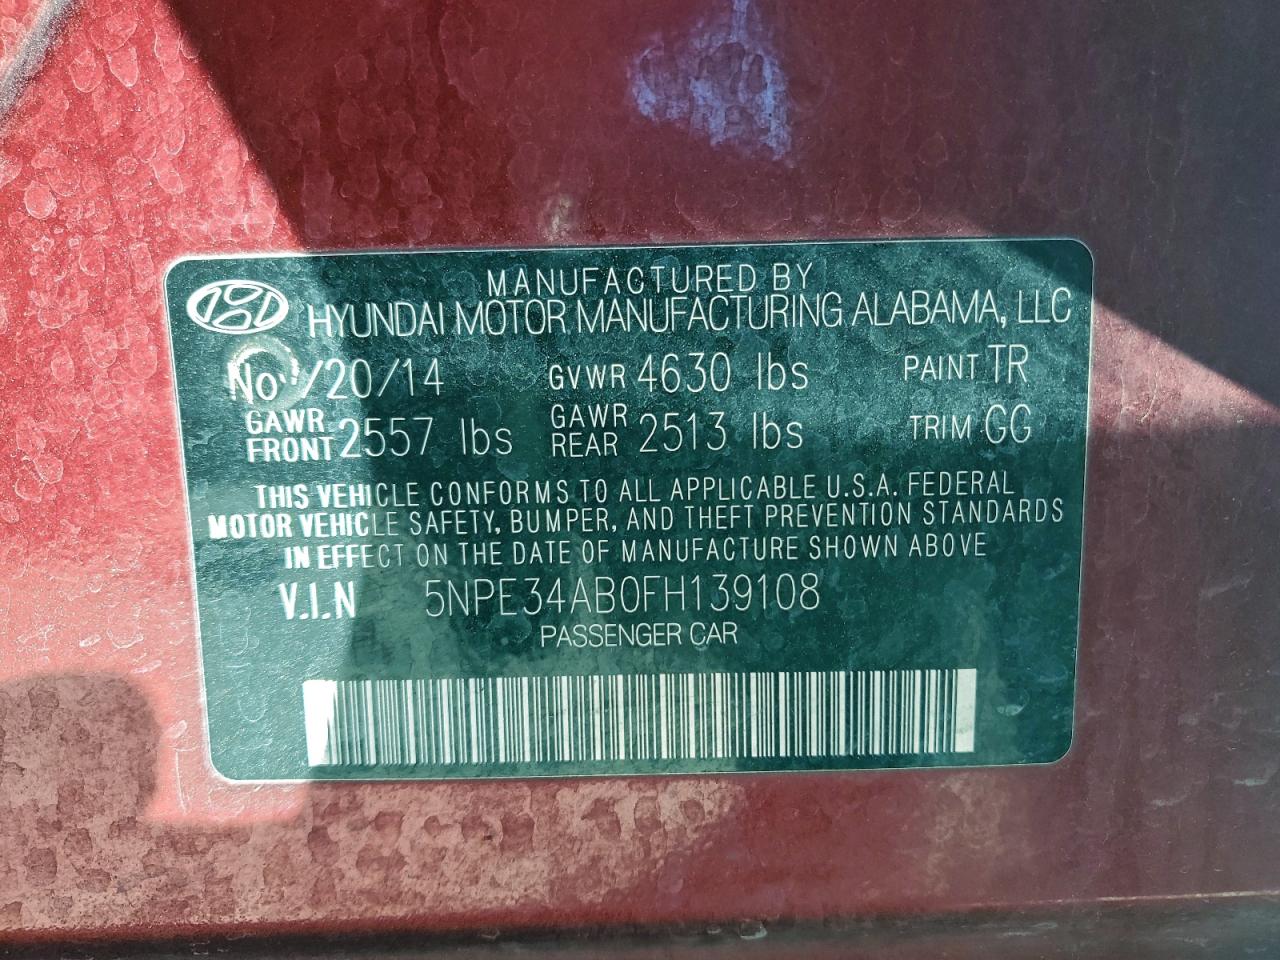 MANUFACTURED BY
HYUNDAI MOTOR MANUFACTURING ALABAMA, LLC
/20/14 GVWR 4630 lbs PAINT TR
GAWR FRONT 2557 lbs GAWR REAR 2513 lbs TRIM GG
THIS VEHICLE CONFORMS TO ALL APPLICABLE U.S.A. FEDERAL
MOTOR VEHICLE SAFETY, BUMPER, AND THEFT PREVENTION STANDARDS
IN EFFECT ON THE DATE OF MANUFACTURE SHOWN ABOVE
V.I.N 5NPE34AB0FH139108
PASSENGER CAR